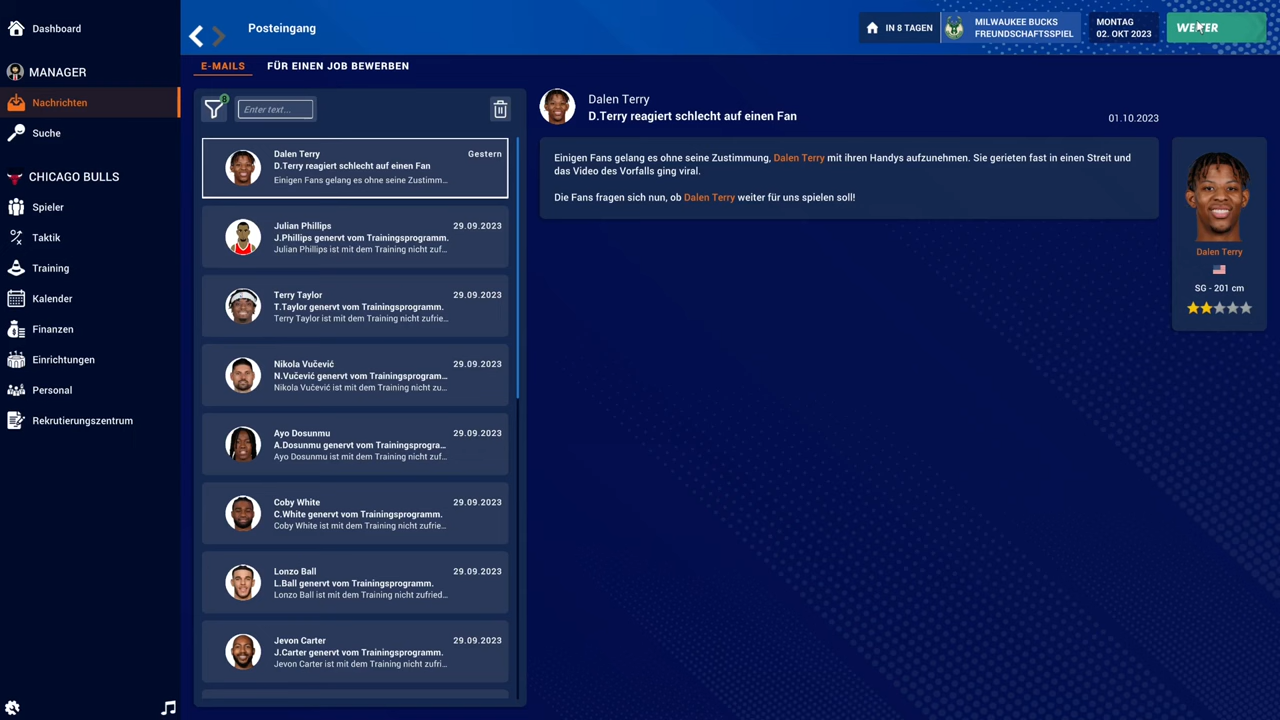 Dashboard
MANAGER
Nachrichten
Suche
CHICAGO BULLS
Spieler
Taktik
Training
Kalender
Finanzen
Einrichtungen
Personal
Rekrutierungszentrum
Posteingang
IN 8 TAGEN
MILWAUKEE BUCKS
FREUNDSCHAFTSSPIEL
MONTAG
02. OKT 2023
WEITER
E-MAILS
FÜR EINEN JOB BEWERBEN
Enter text...
Dalen Terry
Gestern
D.Terry reagiert schlecht auf einen Fan
Einigen Fans gelang es ohne seine Zustimm...
Julian Phillips
29.09.2023
J.Phillips genervt vom Trainingsprogramm.
Julian Phillips ist mit dem Training nicht zuf...
Terry Taylor
29.09.2023
T.Taylor genervt vom Trainingsprogramm.
Terry Taylor ist mit dem Training nicht zufrie...
Nikola Vučević
29.09.2023
N.Vučević genervt vom Trainingsprogram...
Nikola Vučević ist mit dem Training nicht zu...
Ayo Dosunmu
29.09.2023
A.Dosunmu genervt vom Trainingsprogra...
Ayo Dosunmu ist mit dem Training nicht zuf...
Coby White
29.09.2023
C.White genervt vom Trainingsprogramm.
Coby White ist mit dem Training nicht zufrie...
Lonzo Ball
29.09.2023
L.Ball genervt vom Trainingsprogramm.
Lonzo Ball ist mit dem Training nicht zufried...
Jevon Carter
29.09.2023
J.Carter genervt vom Trainingsprogramm.
Jevon Carter ist mit dem Training nicht zufri...
Dalen Terry
D.Terry reagiert schlecht auf einen Fan
01.10.2023
Einigen Fans gelang es ohne seine Zustimmung, Dalen Terry mit ihren Handys aufzunehmen. Sie gerieten fast in einen Streit und
das Video des Vorfalls ging viral.
Die Fans fragen sich nun, ob Dalen Terry weiter für uns spielen soll!
Dalen Terry
SG - 201 cm